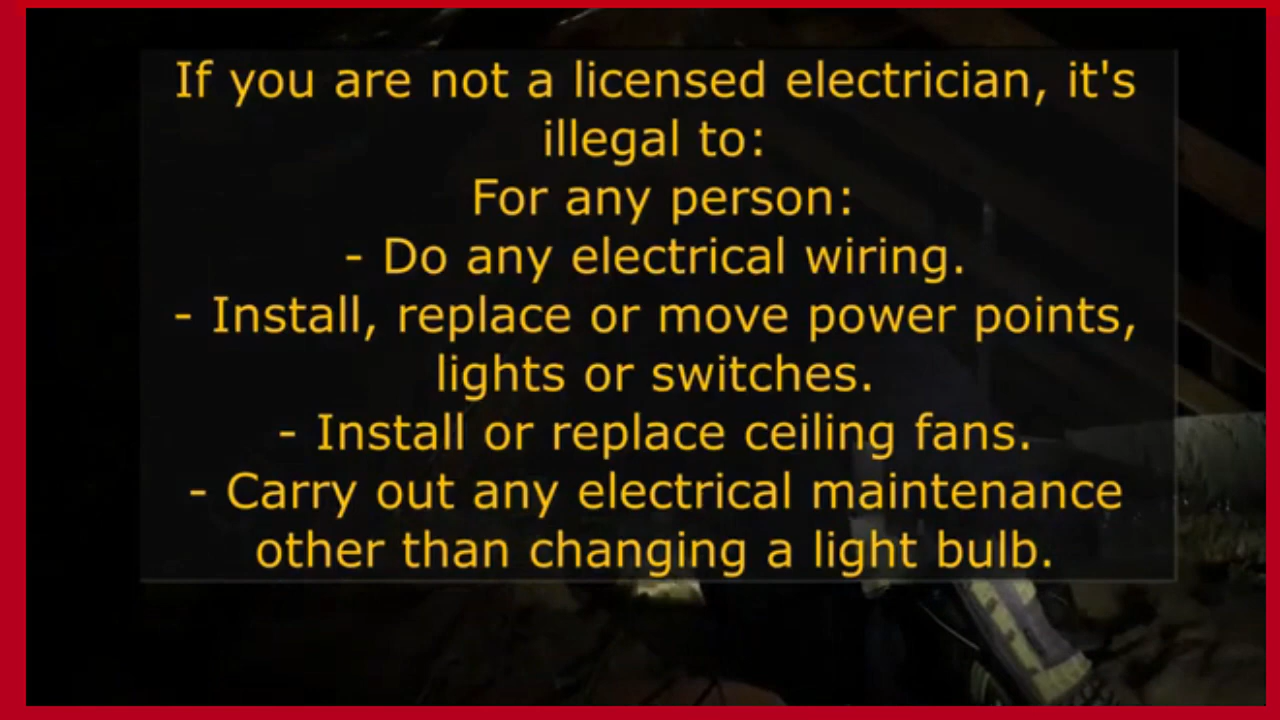 If you are not a licensed electrician, it's
illegal to:
For any person:
- Do any electrical wiring.
- Install, replace or move power points,
lights or switches.
- Install or replace ceiling fans.
- Carry out any electrical maintenance
other than changing a light bulb.